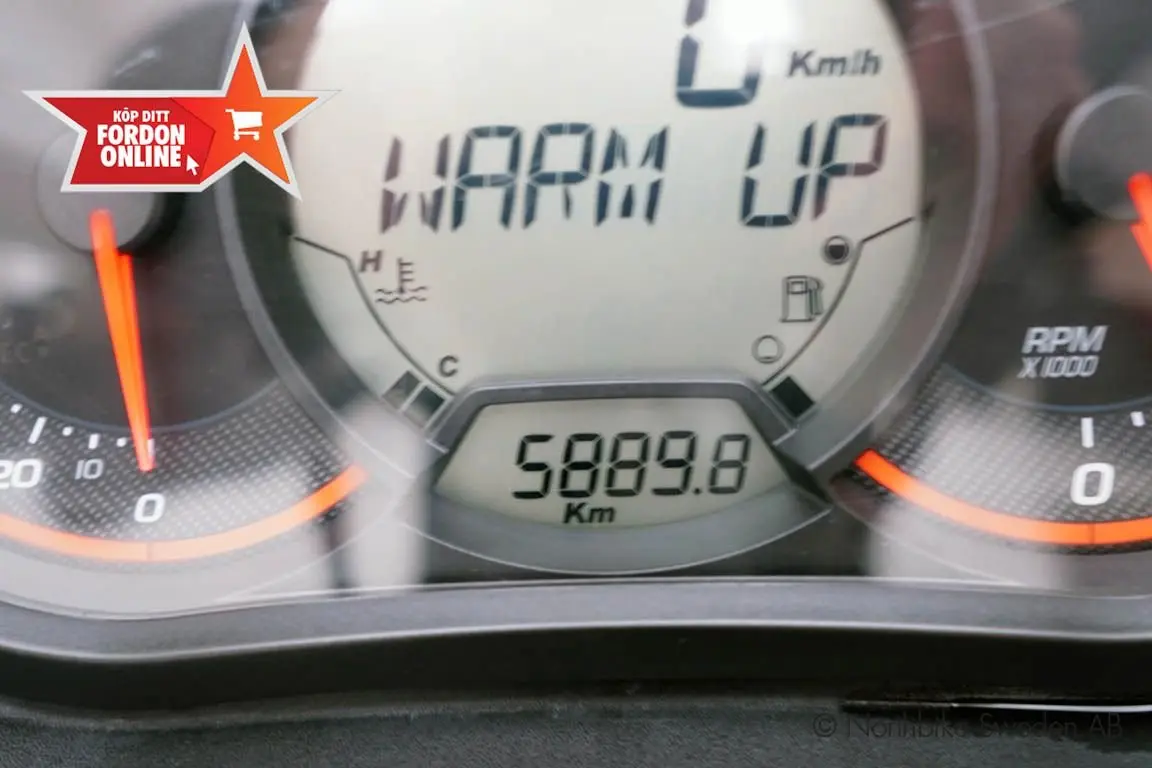 KÖP DITT
FORDON
ONLINE
0
Km/h
WARM UP
H
C
RPM
X1000
20
10
0
0
5889.8
Km
© Northbike Sweden AB